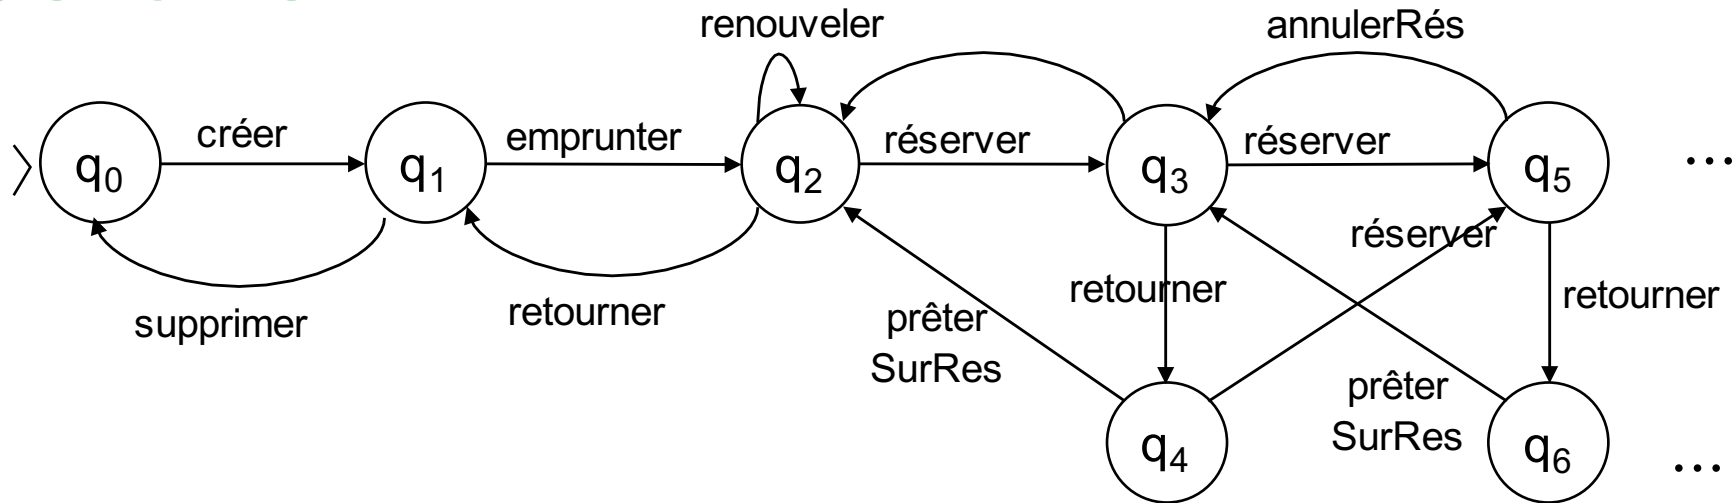 renouveler
annulerRés
créer
emprunter
réserver
réserver
q0
q1
q2
q3
q5
...
réserver
supprimer
retourner
prêter
SurRes
retourner
retourner
prêter
SurRes
q4
q6
...